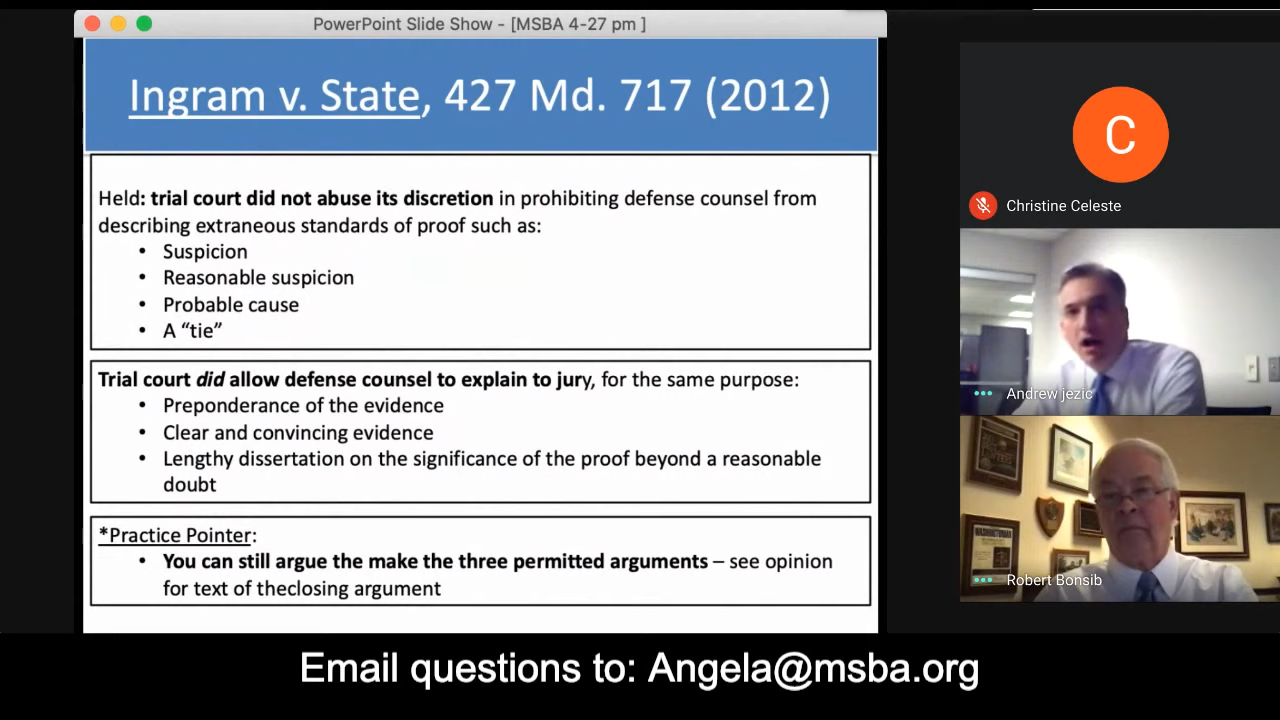 PowerPoint Slide Show - [MSBA 4-27 pm ]
Ingram v. State, 427 Md. 717 (2012)
Held: trial court did not abuse its discretion in prohibiting defense counsel from
describing extraneous standards of proof such as:
• Suspicion
• Reasonable suspicion
• Probable cause
• A “tie”
Trial court did allow defense counsel to explain to jury, for the same purpose:
• Preponderance of the evidence
• Clear and convincing evidence
• Lengthy dissertation on the significance of the proof beyond a reasonable
doubt
*Practice Pointer:
• You can still argue the make the three permitted arguments – see opinion
for text of theclosing argument
C
Christine Celeste
Andrew jezic
Robert Bonsib
Email questions to: Angela@msba.org